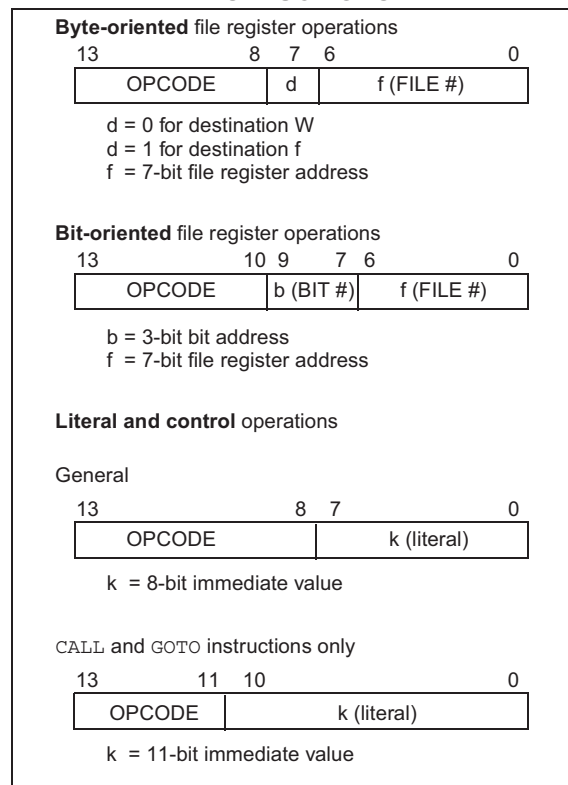 Byte-oriented file register operations
13 8 7 6 0
OPCODE d f (FILE #)
d = 0 for destination W
d = 1 for destination f
f = 7-bit file register address
Bit-oriented file register operations
13 10 9 7 6 0
OPCODE b (BIT #) f (FILE #)
b = 3-bit bit address
f = 7-bit file register address
Literal and control operations
General
13 8 7 0
OPCODE k (literal)
k = 8-bit immediate value
CALL and GOTO instructions only
13 11 10 0
OPCODE k (literal)
k = 11-bit immediate value